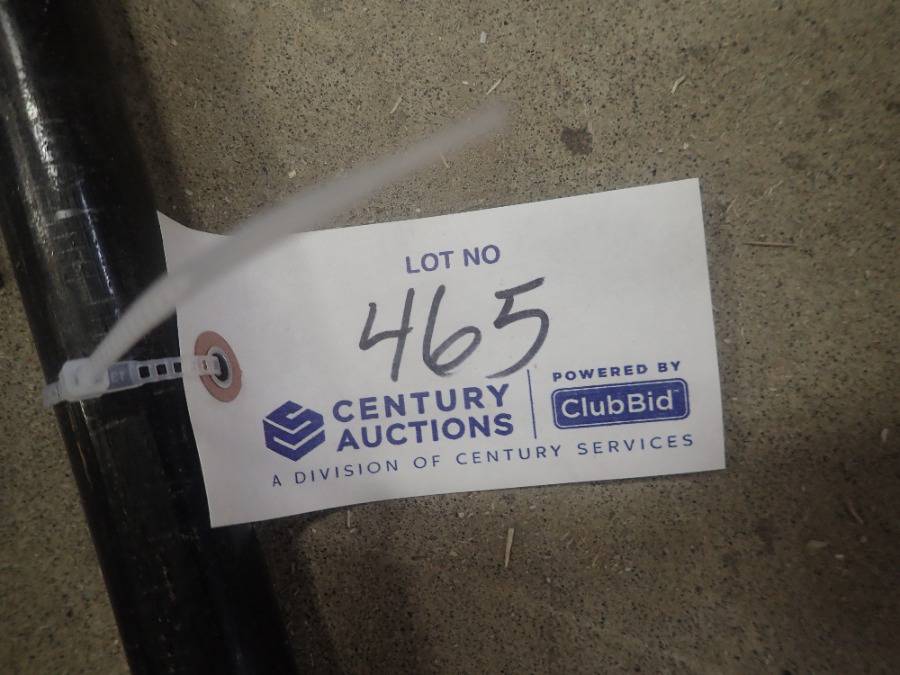 LOT NO
465
CENTURY
AUCTIONS
POWERED BY
ClubBid
A DIVISION OF CENTURY SERVICES